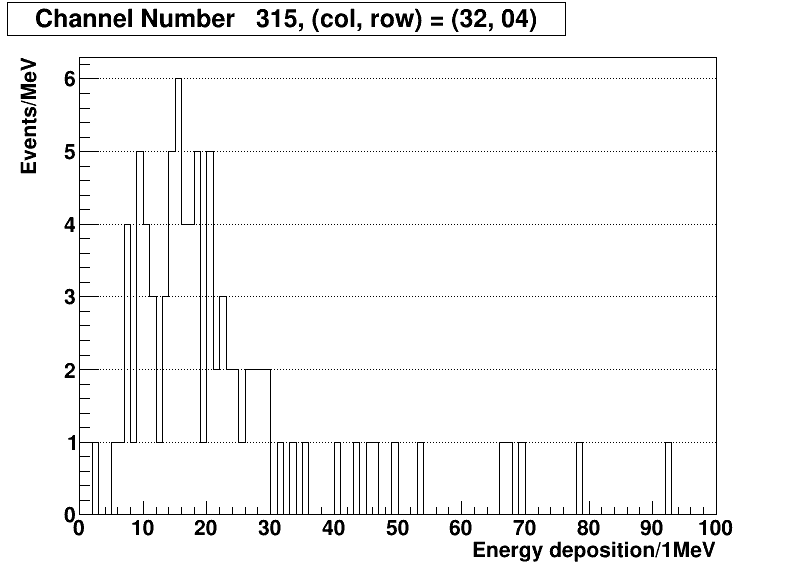 Channel Number 315, (col, row) = (32, 04)
Events/MeV
6
5
4
3
2
1
0
0 10 20 30 40 50 60 70 80 90 100
Energy deposition/1MeV